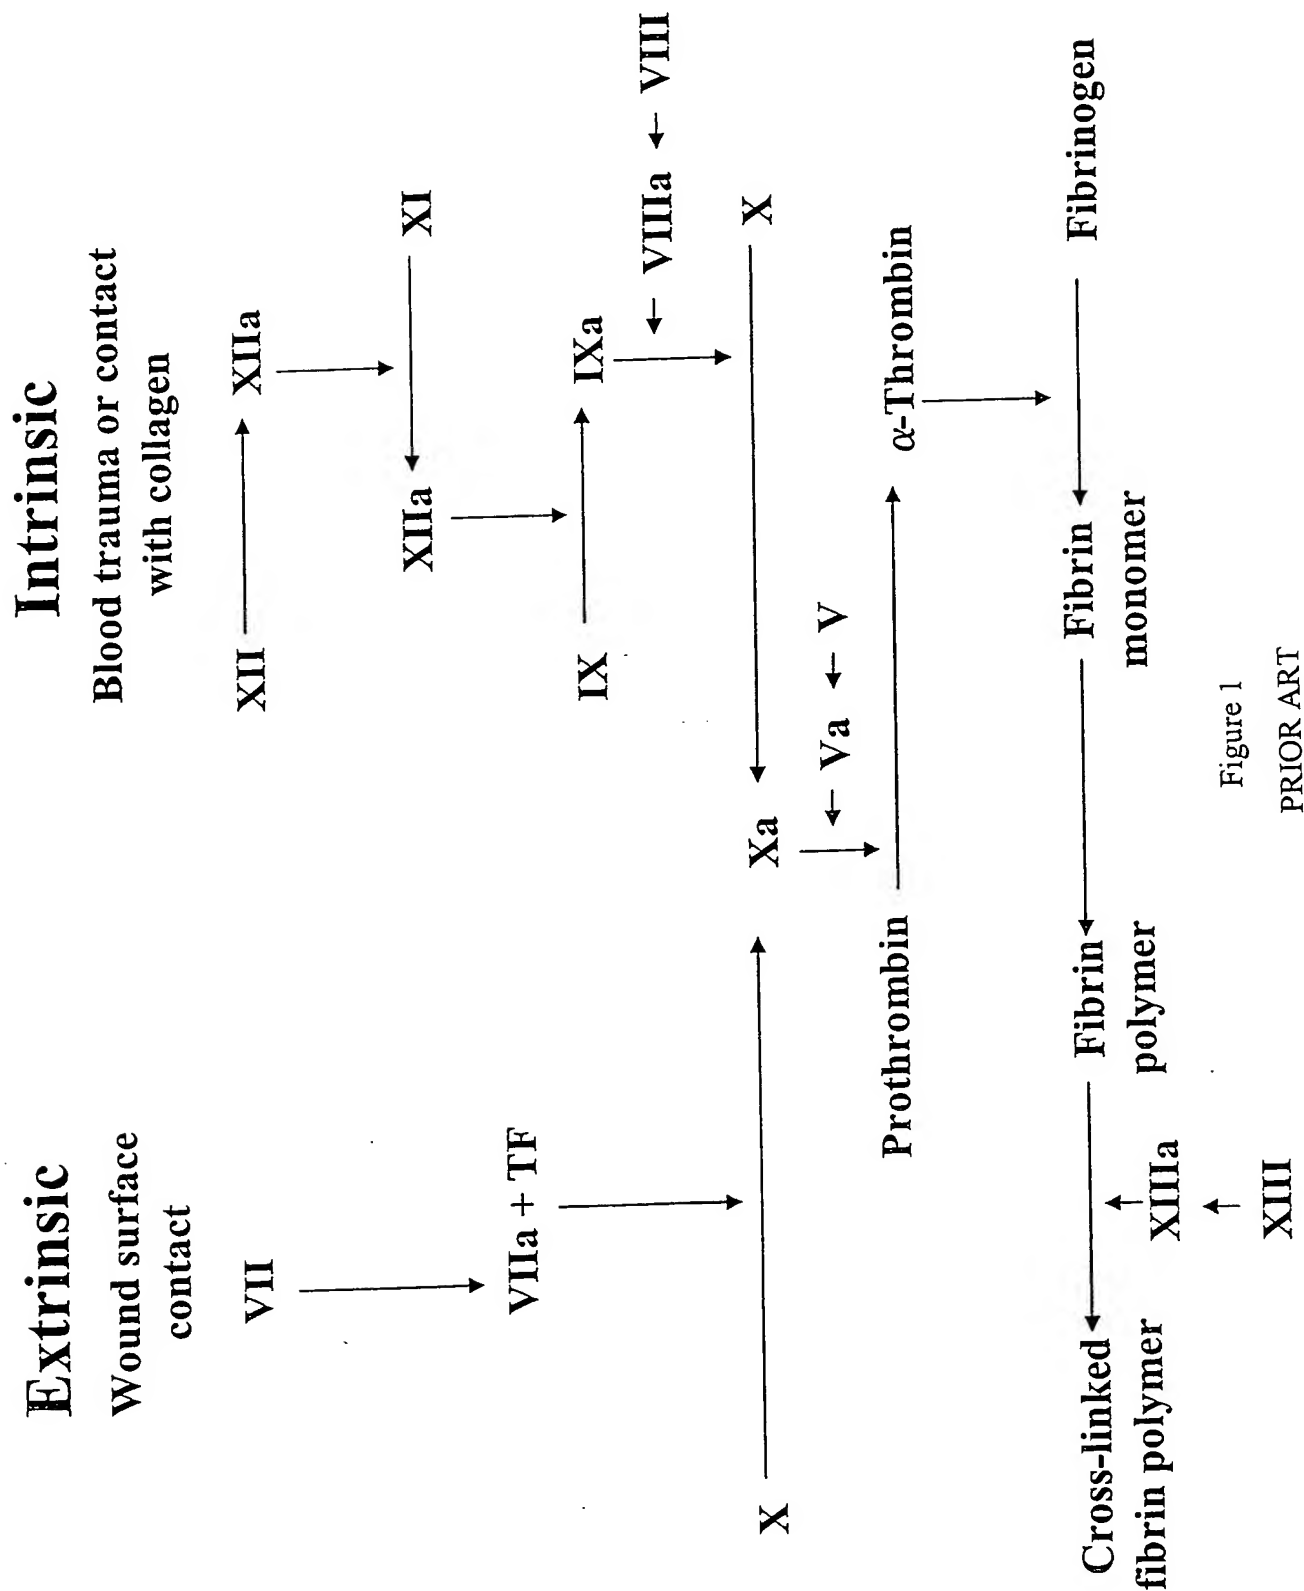 Extrinsic
Wound surface
contact
VII
VIIa + TF
X
Intrinsic
Blood trauma or contact
with collagen
XII
XIIa
XI
XIIa
IX
IXa
VIIIa
VIII
X
Xa
Va
V
Prothrombin
α-Thrombin
Fibrinogen
Fibrin
monomer
Fibrin
polymer
Cross-linked
fibrin polymer
XIIIa
XIII
Figure 1
PRIOR ART